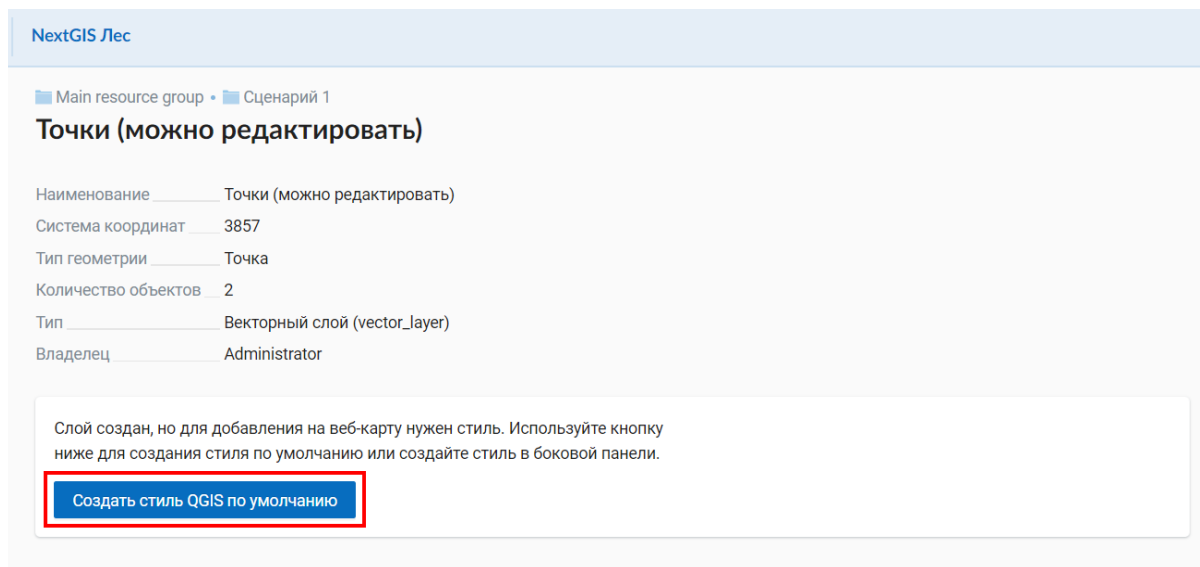 NextGIS Лес
Main resource group • Сценарий 1
Точки (можно редактировать)
Наименование Точки (можно редактировать)
Система координат 3857
Тип геометрии Точка
Количество объектов 2
Тип Векторный слой (vector_layer)
Владелец Administrator
Слой создан, но для добавления на веб-карту нужен стиль. Используйте кнопку
ниже для создания стиля по умолчанию или создайте стиль в боковой панели.
Создать стиль QGIS по умолчанию